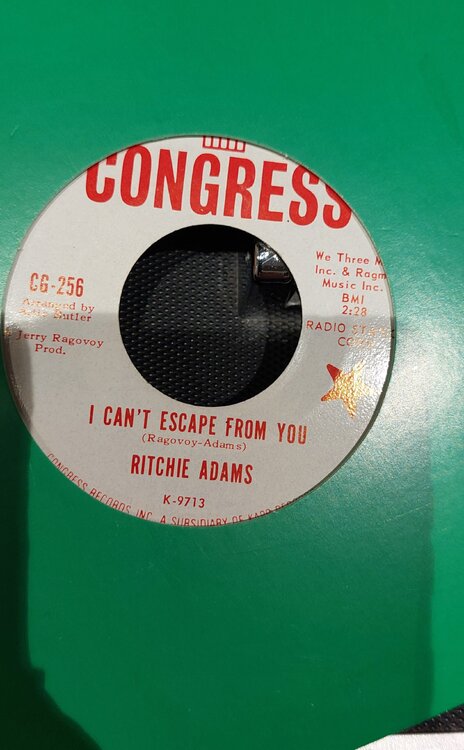 CONGRESS
CG-256
Arranged by
Butler
Jerry Ragovoy
Prod.
We Three
Inc. & Ragm
Music Inc.
BMI
2:28
RADIO
I CAN'T ESCAPE FROM YOU
(Ragovoy-Adams)
RITCHIE ADAMS
K-9713
CONGRESS RECORDS INC. A SUBSIDIARY OF KAPP